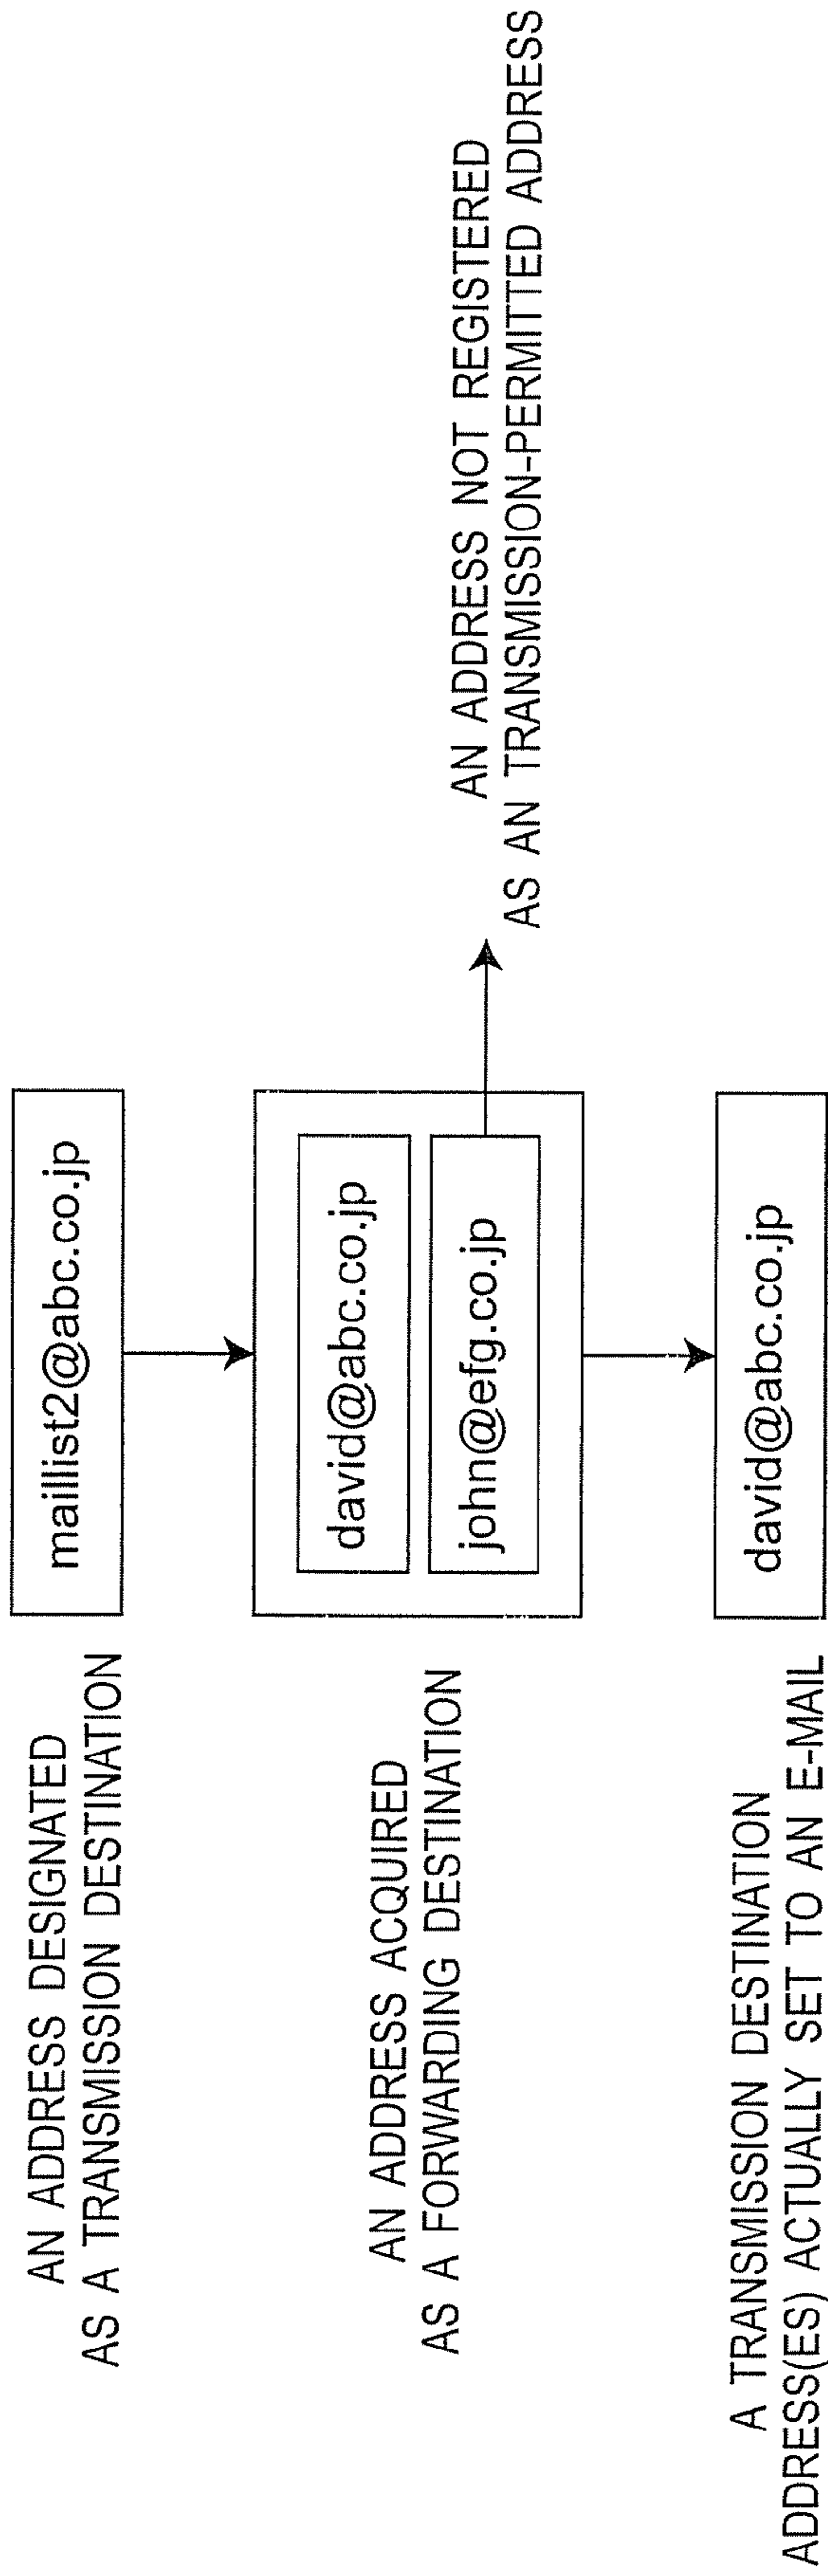 AN ADDRESS DESIGNATED
AS A TRANSMISSION DESTINATION
maillist2@abc.co.jp
AN ADDRESS ACQUIRED
AS A FORWARDING DESTINATION
david@abc.co.jp
john@efg.co.jp
AN ADDRESS NOT REGISTERED
AS AN TRANSMISSION-PERMITTED ADDRESS
A TRANSMISSION DESTINATION
ADDRESS(ES) ACTUALLY SET TO AN E-MAIL
david@abc.co.jp